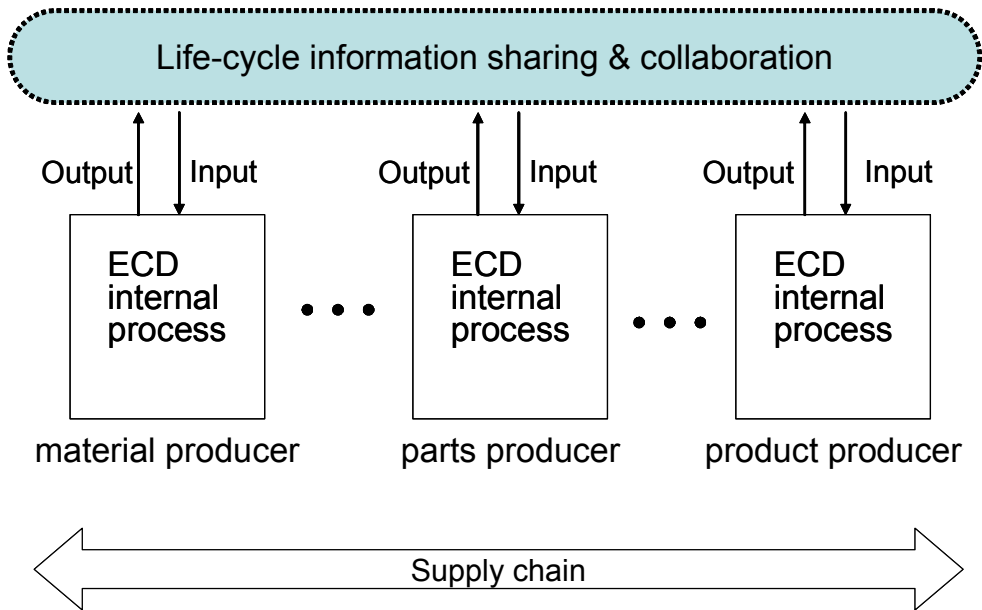 Life-cycle information sharing & collaboration
Output
Input
Output
Input
Output
Input
ECD
internal
process
ECD
internal
process
ECD
internal
process
material producer
parts producer
product producer
Supply chain